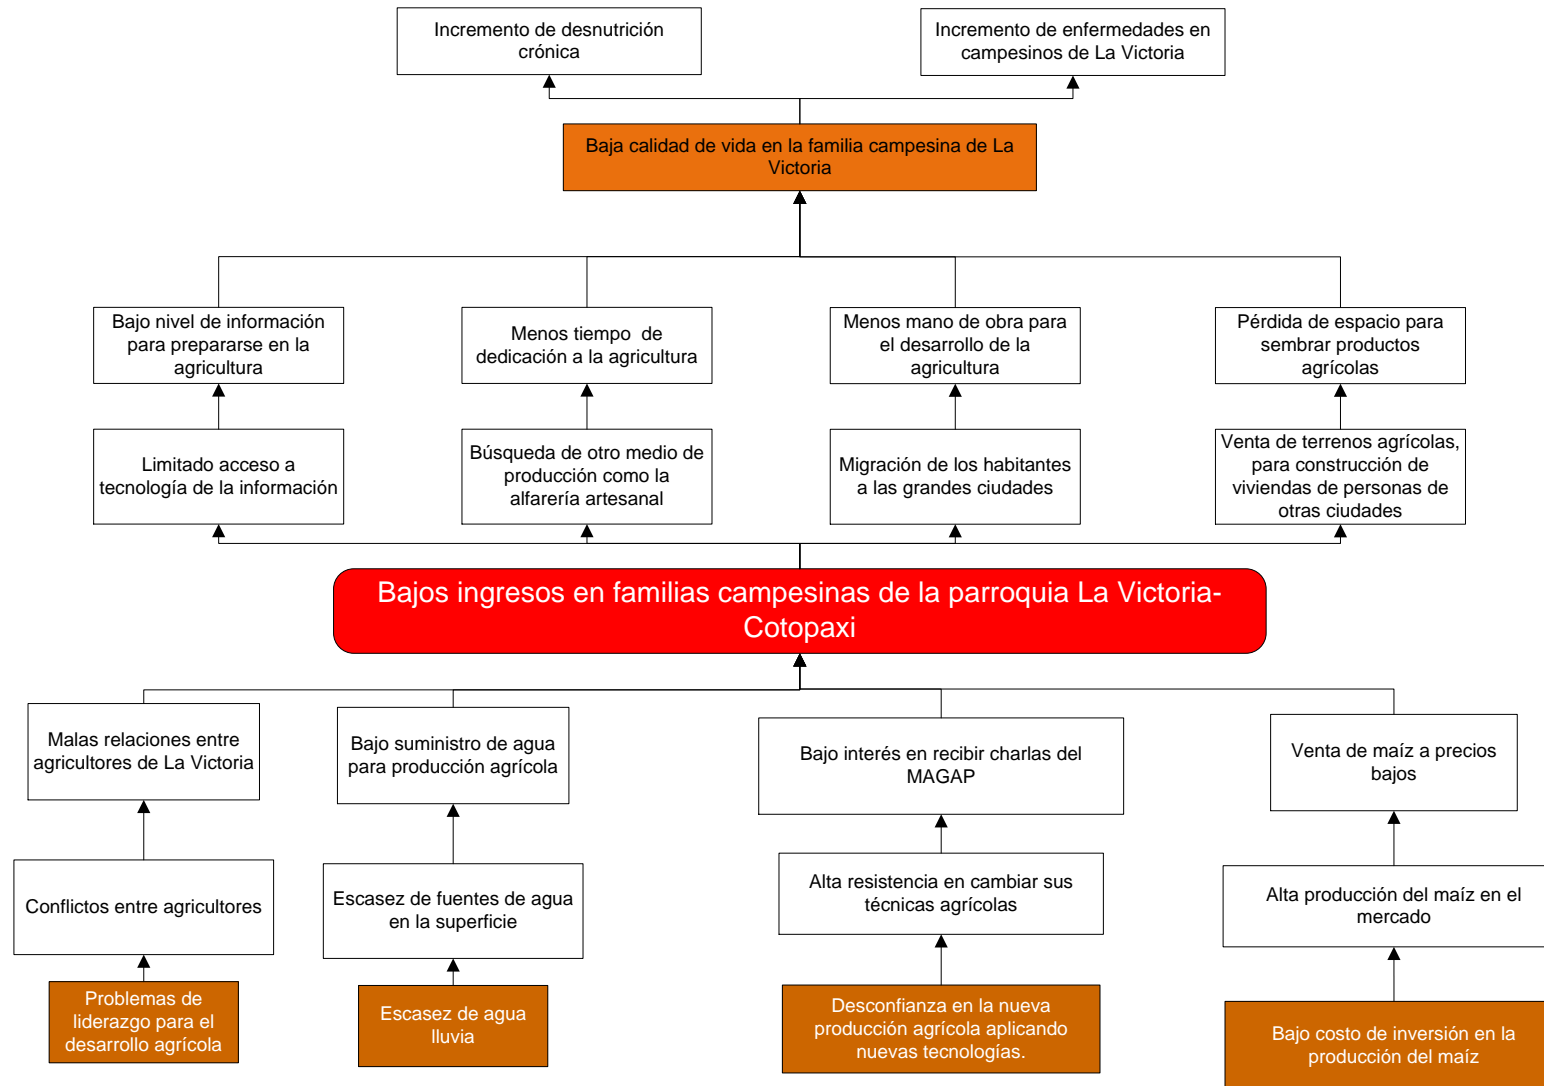 Incremento de desnutrición
crónica
Incremento de enfermedades en
campesinos de La Victoria
Baja calidad de vida en la familia campesina de La
Victoria
Bajo nivel de información
para prepararse en la
agricultura
Menos tiempo de
dedicación a la agricultura
Menos mano de obra para
el desarrollo de la
agricultura
Pérdida de espacio para
sembrar productos
agrícolas
Limitado acceso a
tecnología de la información
Búsqueda de otro medio de
producción como la
alfarería artesanal
Migración de los habitantes
a las grandes ciudades
Venta de terrenos agrícolas,
para construcción de
viviendas de personas de
otras ciudades
Bajos ingresos en familias campesinas de la parroquia La Victoria-
Cotopaxi
Malas relaciones entre
agricultores de La Victoria
Bajo suministro de agua
para producción agrícola
Bajo interés en recibir charlas del
MAGAP
Venta de maíz a precios
bajos
Conflictos entre agricultores
Escasez de fuentes de agua
en la superficie
Alta resistencia en cambiar sus
técnicas agrícolas
Alta producción del maíz en el
mercado
Problemas de
liderazgo para el
desarrollo agrícola
Escasez de agua
lluvia
Desconfianza en la nueva
producción agrícola aplicando
nuevas tecnologías.
Bajo costo de inversión en la
producción del maíz